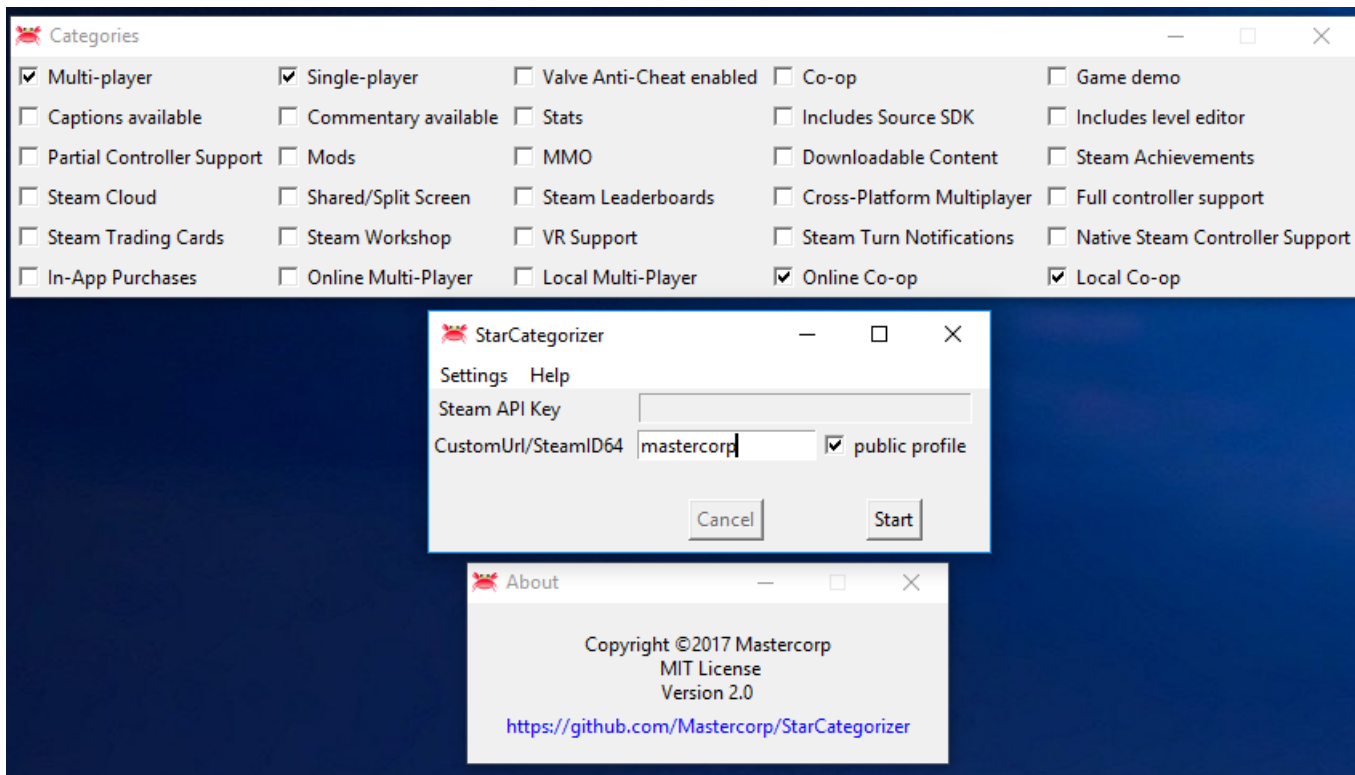 Categories
Multi-player Single-player Valve Anti-Cheat enabled Co-op Game demo
Captions available Commentary available Stats Includes Source SDK Includes level editor
Partial Controller Support Mods MMO Downloadable Content Steam Achievements
Steam Cloud Shared/Split Screen Steam Leaderboards Cross-Platform Multiplayer Full controller support
Steam Trading Cards Steam Workshop VR Support Steam Turn Notifications Native Steam Controller Support
In-App Purchases Online Multi-Player Local Multi-Player Online Co-op Local Co-op
StarCategorizer
Settings Help
Steam API Key
CustomUrl/SteamID64 mastercorp public profile
Cancel Start
About
Copyright ©2017 Mastercorp
MIT License
Version 2.0
https://github.com/Mastercorp/StarCategorizer